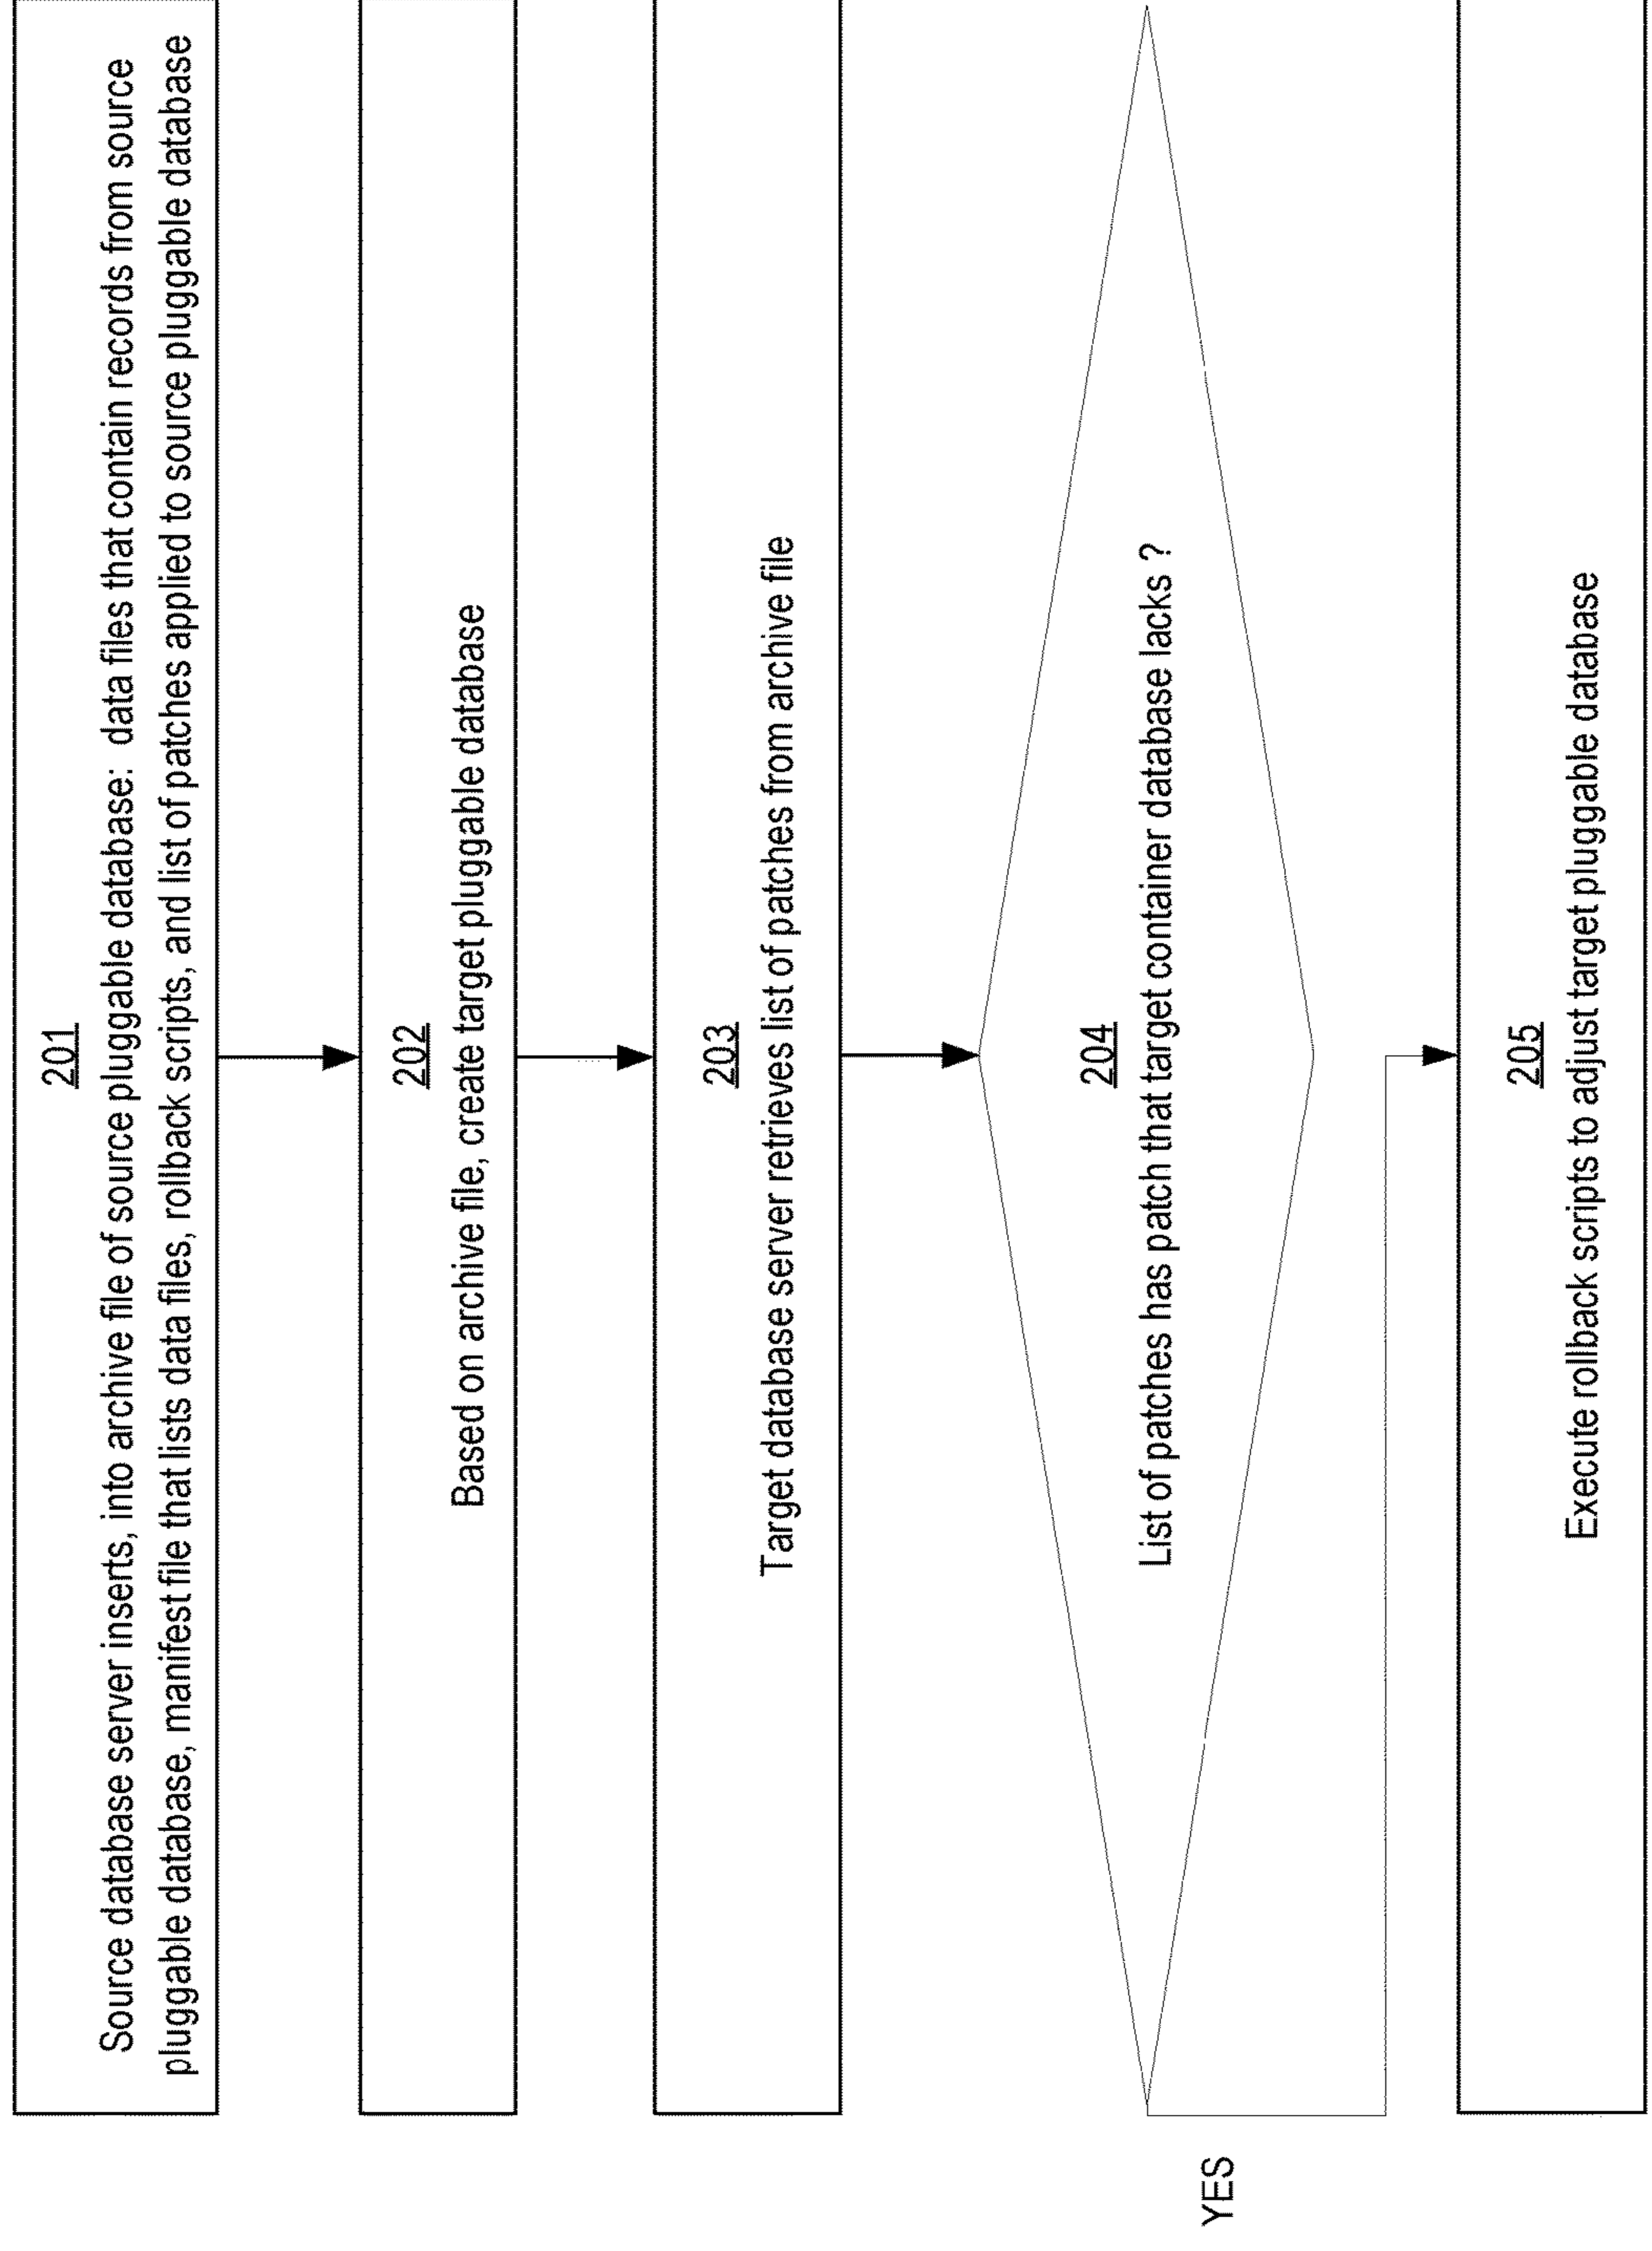 201
Source database server inserts, into archive file of source pluggable database: data files that contain records from source
pluggable database, manifest file that lists data files, rollback scripts, and list of patches applied to source pluggable database
202
Based on archive file, create target pluggable database
203
Target database server retrieves list of patches from archive file
204
List of patches has patch that target container database lacks ?
YES
205
Execute rollback scripts to adjust target pluggable database